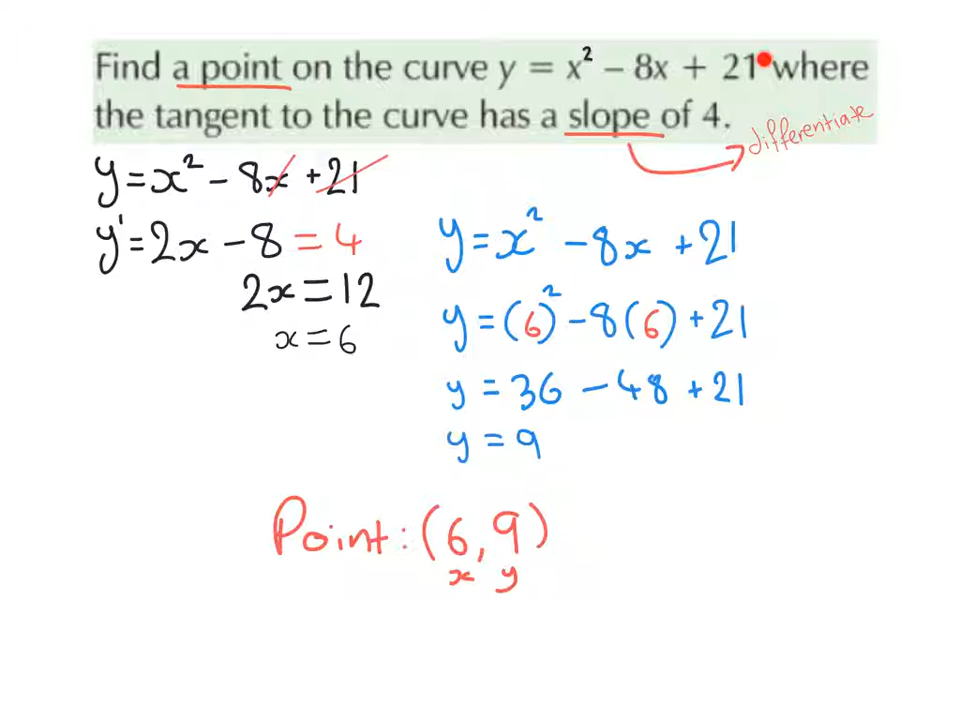 Find a point on the curve y = x² − 8x + 21 where
the tangent to the curve has a slope of 4.
differentiate
y = x² − 8x + 21
y' = 2x − 8 = 4
2x = 12
x = 6
y = x² − 8x + 21
y = (6)² − 8(6) + 21
y = 36 − 48 + 21
y = 9
Point: (6, 9)
x y